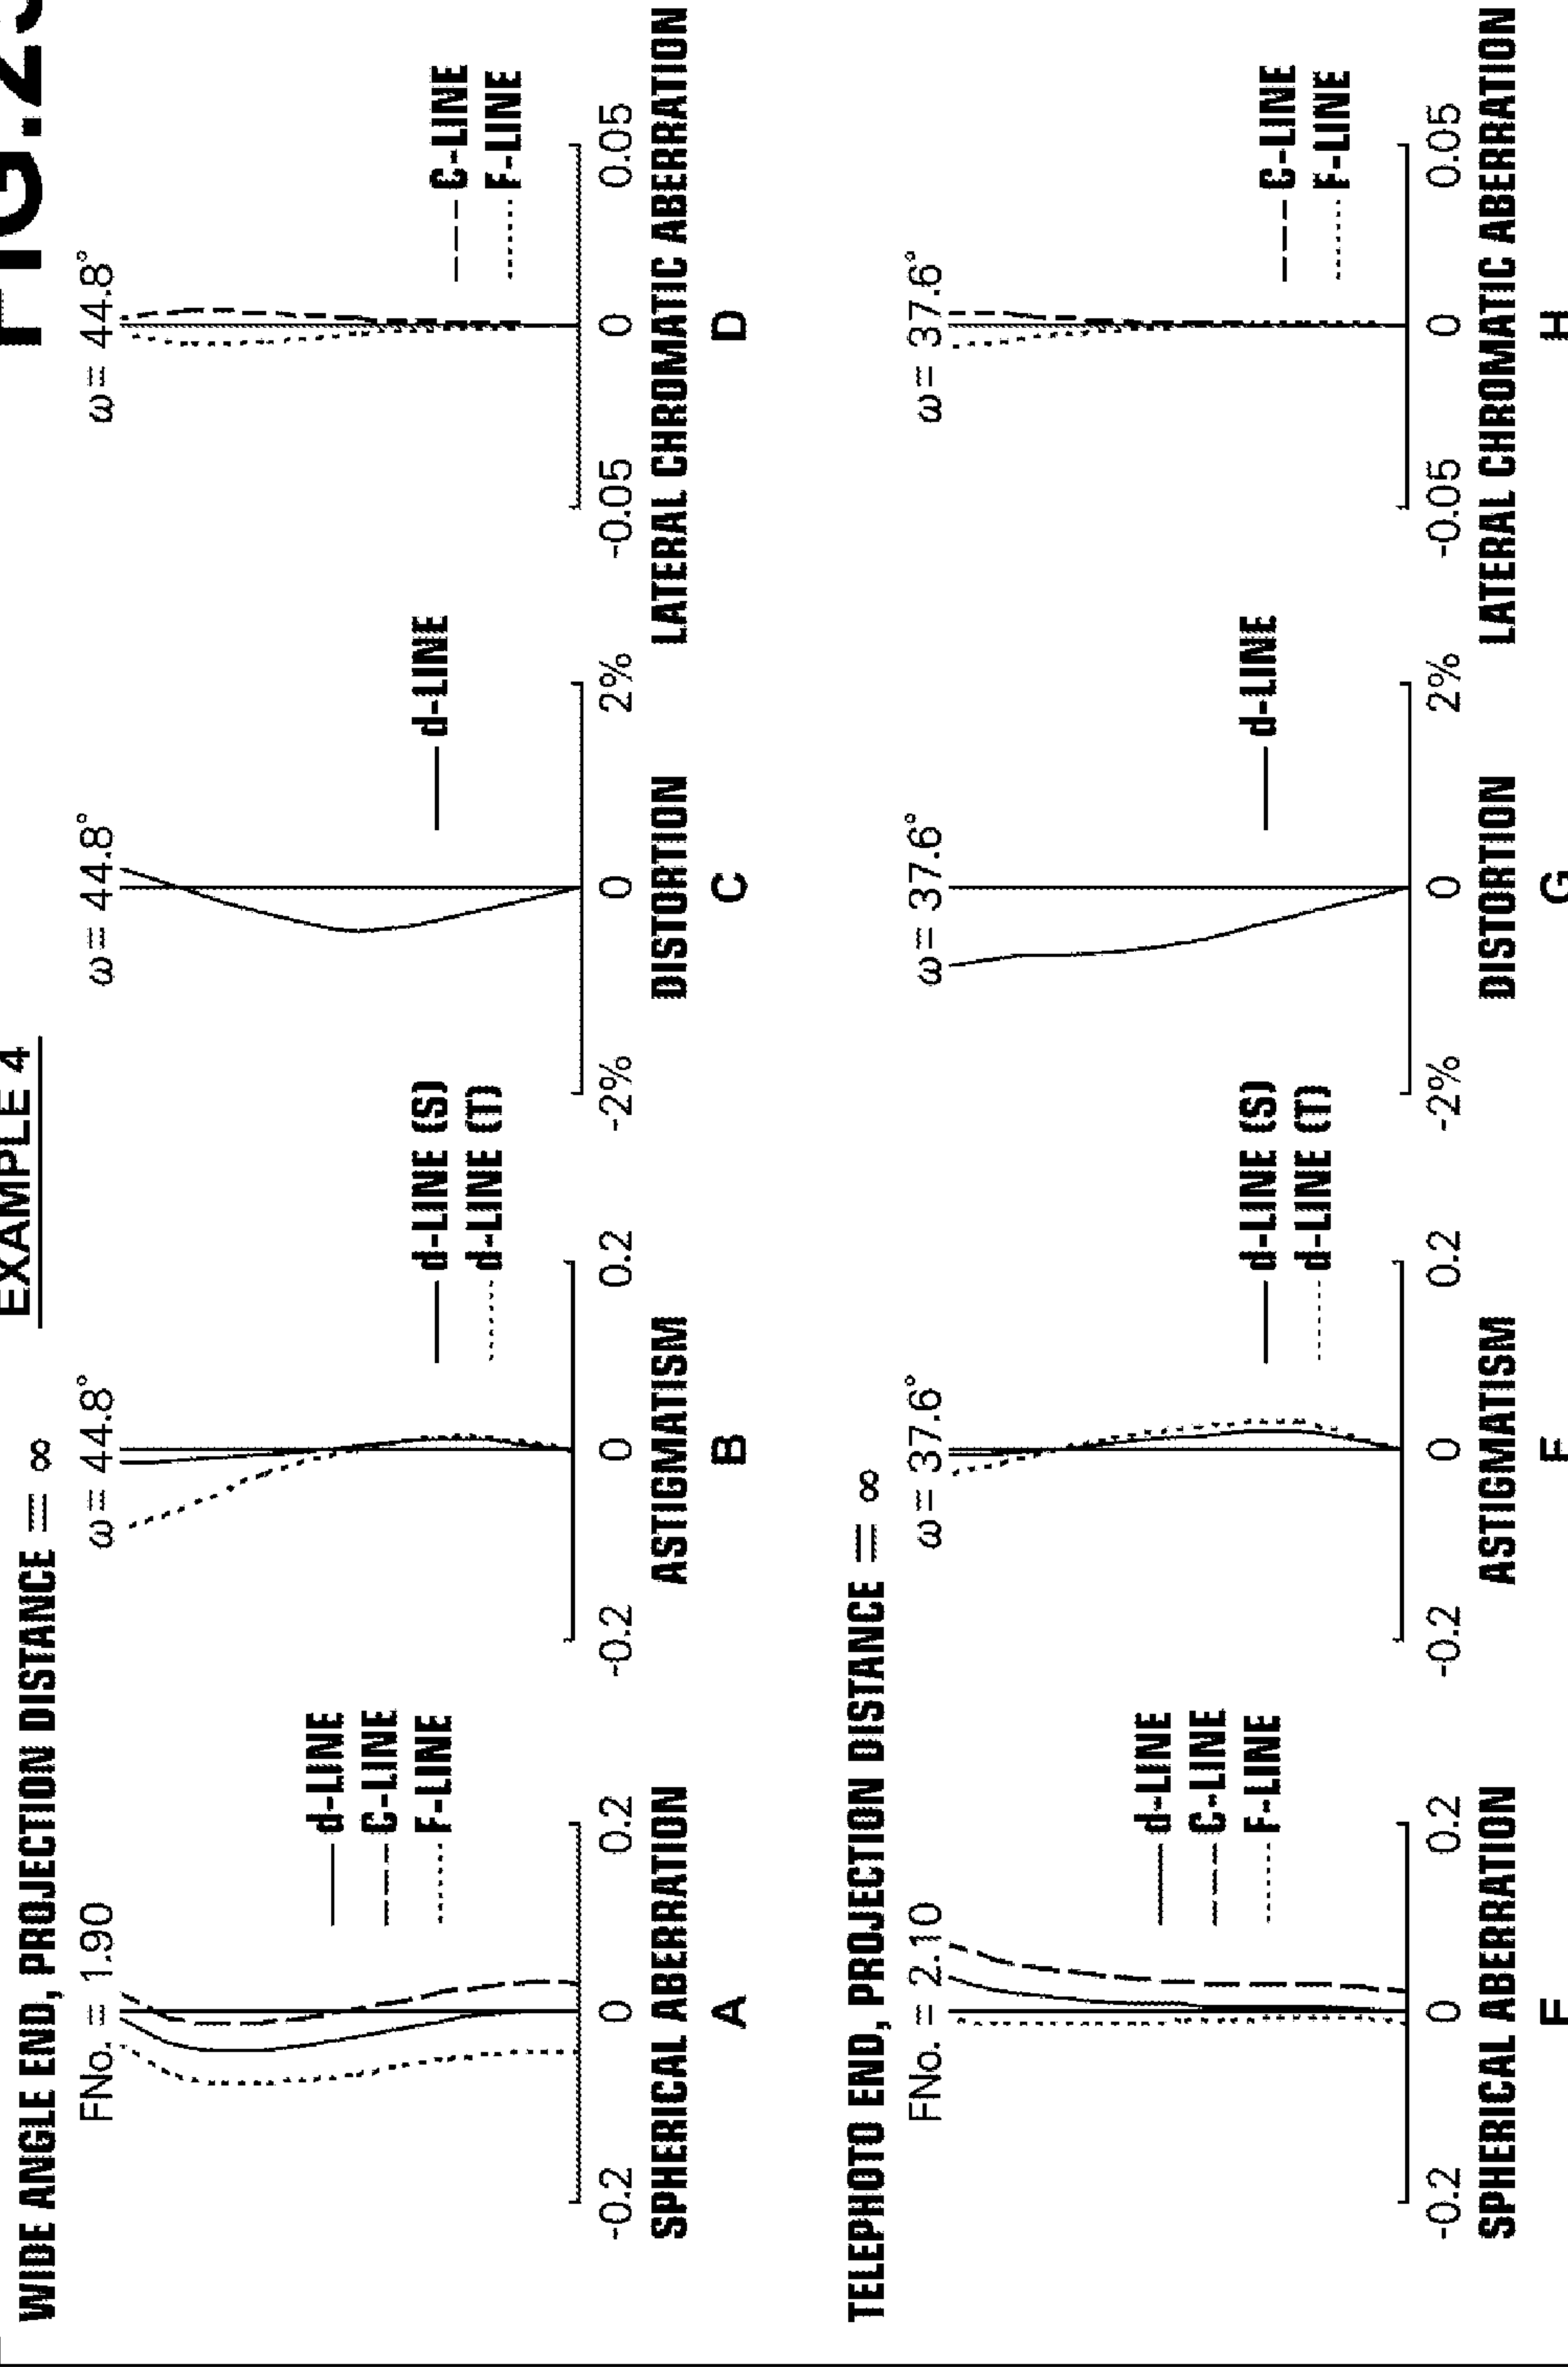 EXAMPLE 4
WIDE ANGLE END, PROJECTION DISTANCE = ∞
FNo. = 1.90
d-LINE
C-LINE
F-LINE
-0.2 0 0.2
SPHERICAL ABERRATION
A
ω = 44.8°
d-LINE (S)
d-LINE (T)
-0.2 0 0.2
ASTIGMATISM
B
ω = 44.8°
d-LINE
-2% 0 2%
DISTORTION
C
ω = 44.8°
C-LINE
F-LINE
-0.05 0 0.05
LATERAL CHROMATIC ABERRATION
D
TELEPHOTO END, PROJECTION DISTANCE = ∞
FNo. = 2.10
d-LINE
C-LINE
F-LINE
-0.2 0 0.2
SPHERICAL ABERRATION
E
ω = 37.6°
d-LINE (S)
d-LINE (T)
-0.2 0 0.2
ASTIGMATISM
F
ω = 37.6°
d-LINE
-2% 0 2%
DISTORTION
G
ω = 37.6°
C-LINE
F-LINE
-0.05 0 0.05
LATERAL CHROMATIC ABERRATION
H